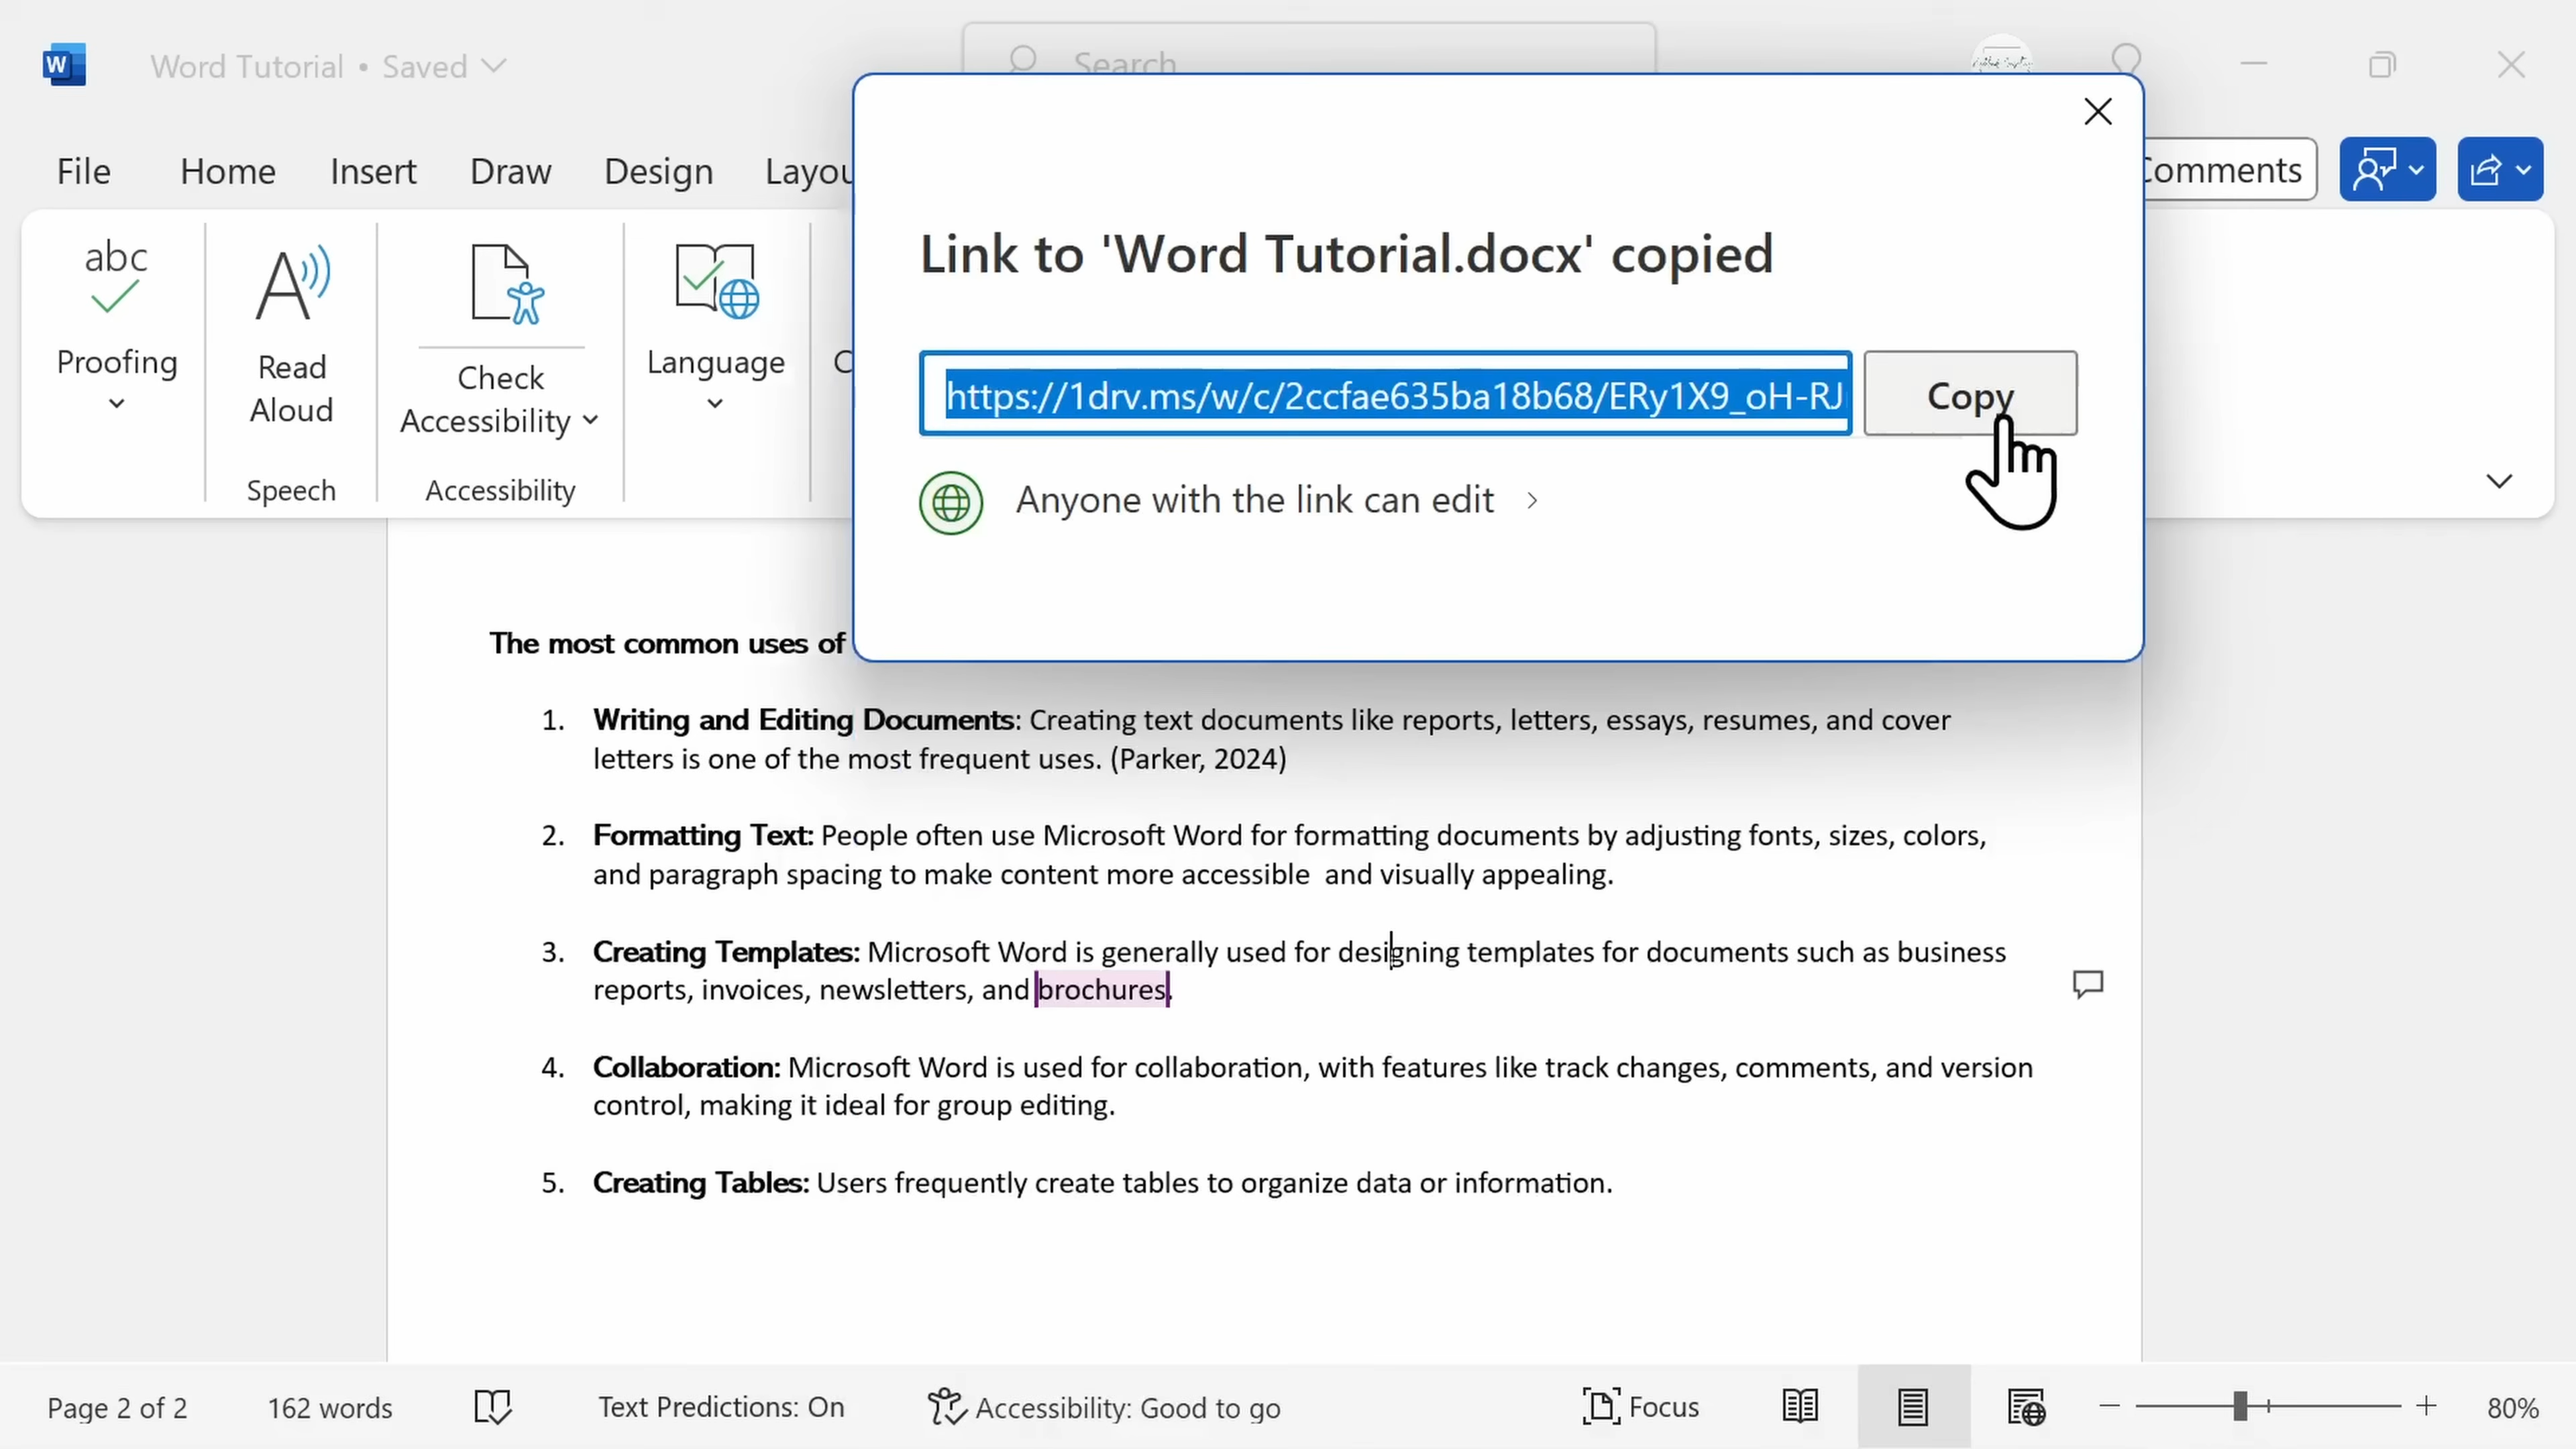 W
Word Tutorial • Saved
Search
File Home Insert Draw Design Layou
Comments
abc
Proofing
Read
Aloud
Speech
Check
Accessibility
Accessibility
Language
C
Link to 'Word Tutorial.docx' copied
https://1drv.ms/w/c/2ccfae635ba18b68/ERy1X9_oH-RJ
Copy
Anyone with the link can edit
The most common uses of
1. Writing and Editing Documents: Creating text documents like reports, letters, essays, resumes, and cover
letters is one of the most frequent uses. (Parker, 2024)
2. Formatting Text: People often use Microsoft Word for formatting documents by adjusting fonts, sizes, colors,
and paragraph spacing to make content more accessible  and visually appealing.
3. Creating Templates: Microsoft Word is generally used for designing templates for documents such as business
reports, invoices, newsletters, and brochures.
4. Collaboration: Microsoft Word is used for collaboration, with features like track changes, comments, and version
control, making it ideal for group editing.
5. Creating Tables: Users frequently create tables to organize data or information.
Page 2 of 2 162 words Text Predictions: On Accessibility: Good to go Focus 80%